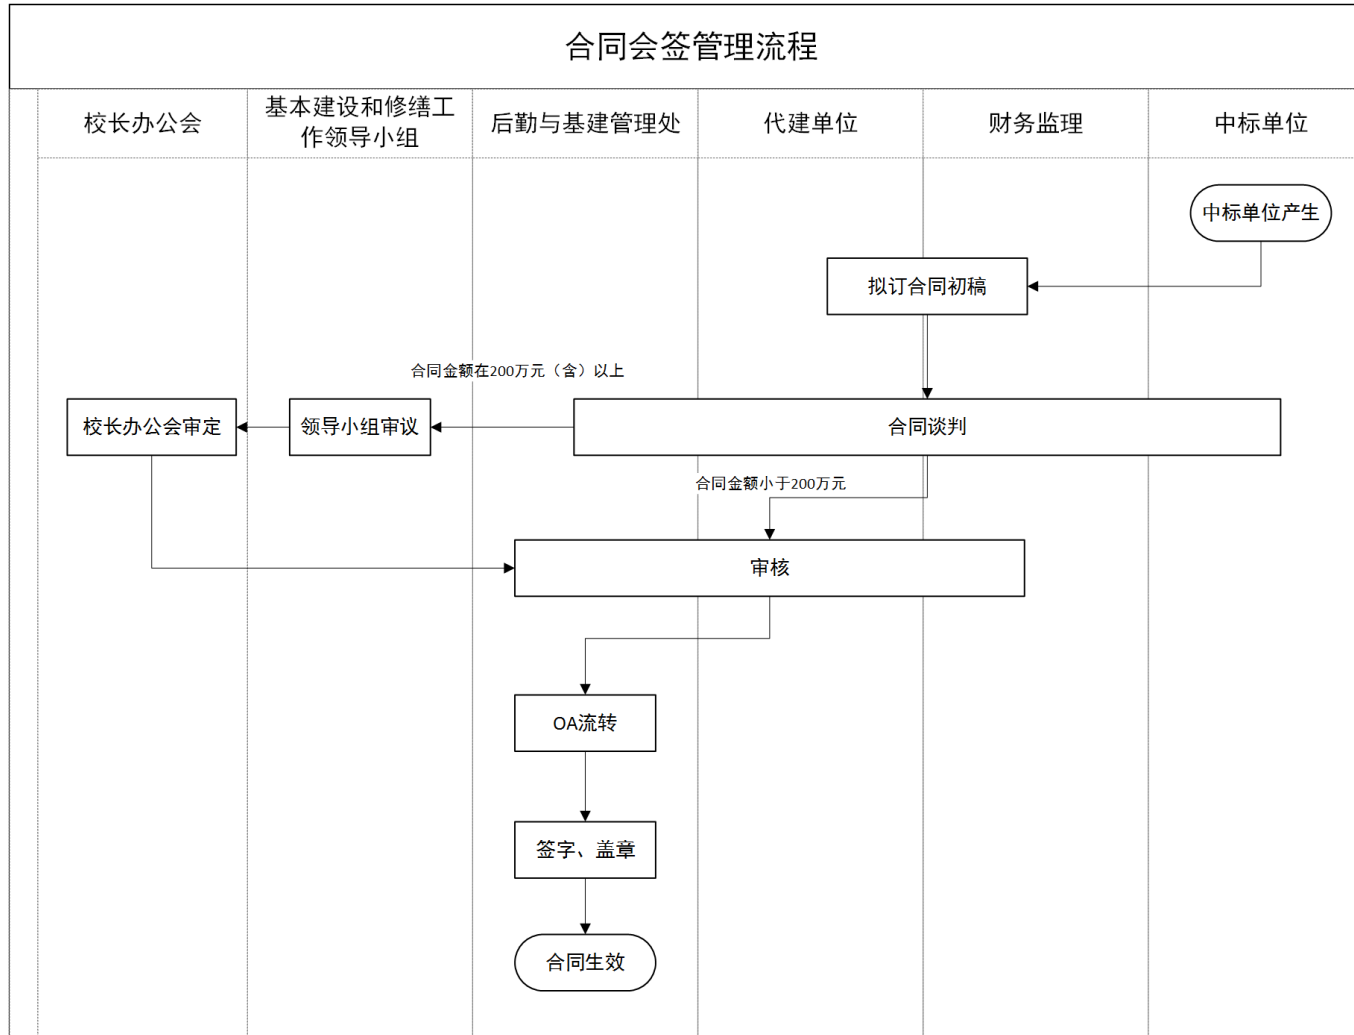 合同会签管理流程
校长办公会
基本建设和修缮工
作领导小组
后勤与基建管理处
代建单位
财务监理
中标单位
中标单位产生
拟订合同初稿
合同金额在200万元（含）以上
校长办公会审定
领导小组审议
合同谈判
合同金额小于200万元
审核
OA流转
签字、盖章
合同生效